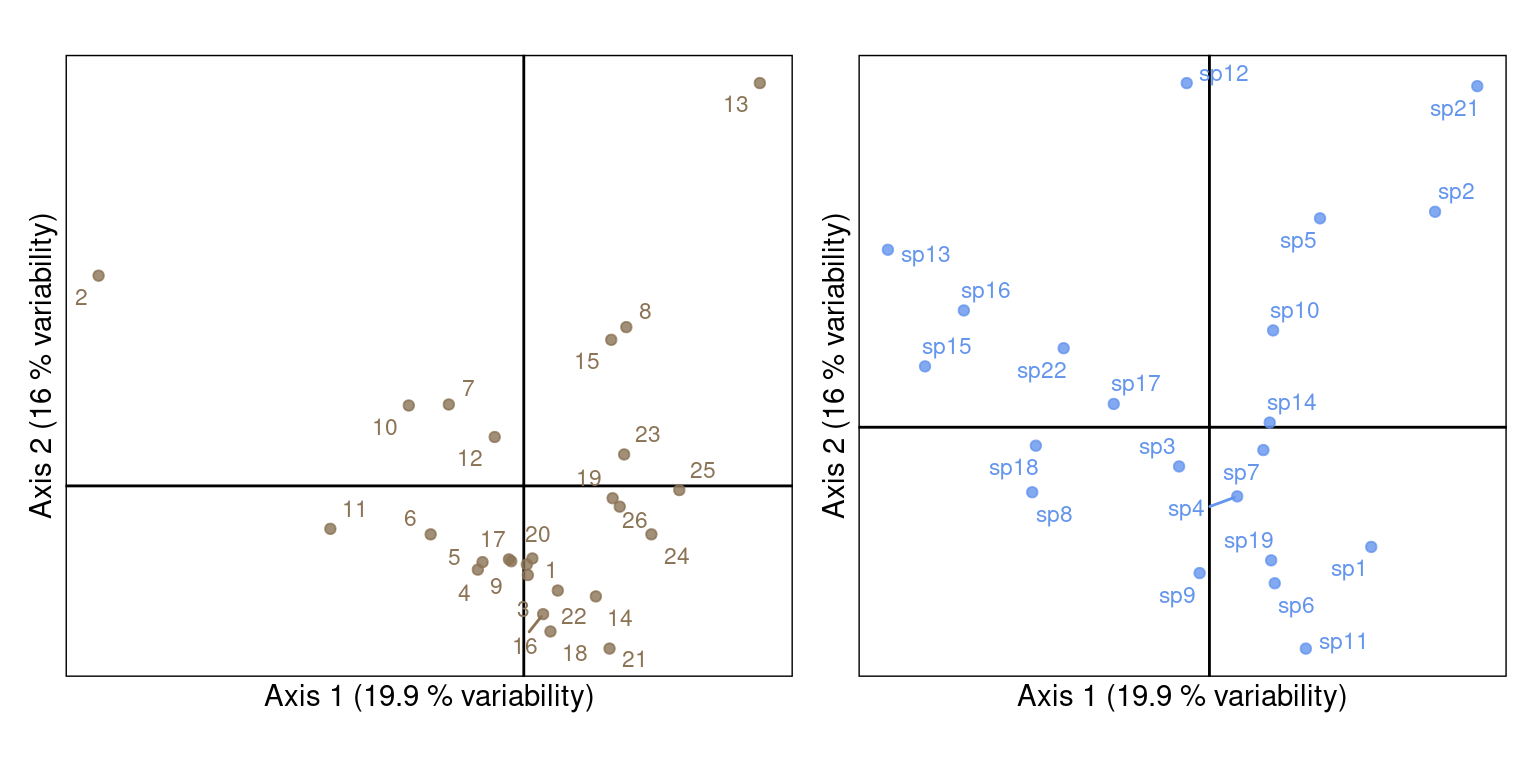 13
2
8
15
7
10
23
12
25
19
11
6
26
20
17
24
5
1
9
4
3
22
14
16
18
21
Axis 2 (16 % variability)
Axis 1 (19.9 % variability)
sp12
sp21
sp2
sp5
sp13
sp16
sp10
sp15
sp22
sp17
sp14
sp3
sp18
sp7
sp4
sp8
sp19
sp1
sp9
sp6
sp11
Axis 2 (16 % variability)
Axis 1 (19.9 % variability)